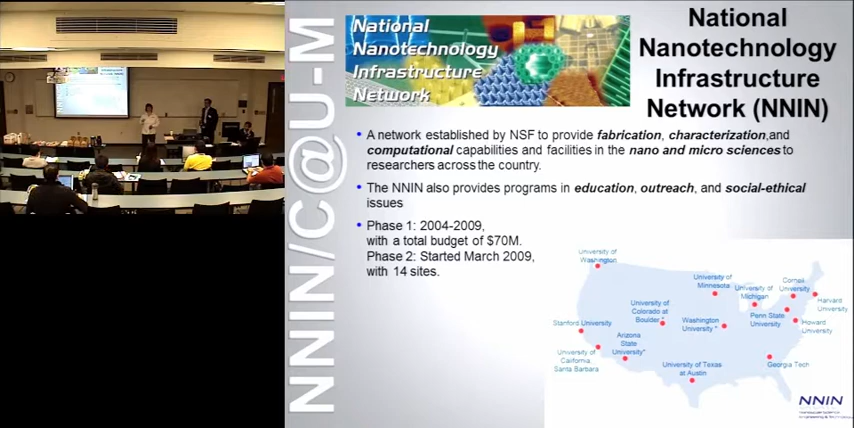 NNIN/C@U-M
National
Nanotechnology
Infrastructure
Network
National
Nanotechnology
Infrastructure
Network (NNIN)
• A network established by NSF to provide fabrication, characterization,and
computational capabilities and facilities in the nano and micro sciences to
researchers across the country.
• The NNIN also provides programs in education, outreach, and social-ethical
issues
• Phase 1: 2004-2009,
with a total budget of $70M.
Phase 2: Started March 2009,
with 14 sites.
University of
Washington
University of
Minnesota
University of
Michigan
Cornell
University
Harvard
University
University of
Colorado at
Boulder *
Washington
University *
Penn State
University
Howard
University
Stanford University
Arizona
State
University*
University of
California,
Santa Barbara
University of Texas
at Austin
Georgia Tech
NNIN